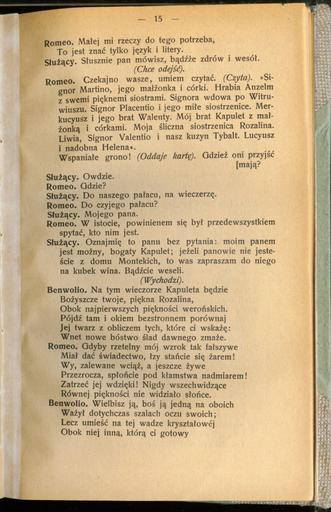 — 15 —
Romeo. Małej mi rzeczy do tego potrzeba,
To jest znać tylko język i litery.
Służący. Słusznie pan mówisz, bądźże zdrów i wesół.
(Chce odejść).
Romeo. Czekajno wasze, umiem czytać. (Czyta). »Si-
gnor Martino, jego małżonka i córki. Hrabia Anzelm
z swemi pięknemi siostrami. Signora wdowa po Witru-
wiuszu. Signor Placentio i jego miłe siostrzenice. Mer-
kucyusz i jego brat Walenty. Mój brat Kapulet z mał-
żonką i córkami. Moja śliczna siostrzenica Rozalina.
Liwia, Signor Valentio i nasz kuzyn Tybalt. Lucyusz
i nadobna Helena«.
Wspaniałe grono! (Oddaje kartę). Gdzież oni przyjść
[mają?
Służący. Owdzie.
Romeo. Gdzie?
Służący. Do naszego pałacu, na wieczerzę.
Romeo. Do czyjego pałacu?
Służący. Mojego pana.
Romeo. W istocie, powinienem się był przedewszystkiem
spytać, kto nim jest.
Służący. Oznajmię to panu bez pytania: moim panem
jest możny, bogaty Kapulet; jeżeli panowie nie jeste-
ście z domu Montekich, to was zapraszam do niego
na kubek wina. Bądźcie weseli.
(Wychodzi).
Benwolio. Na tym wieczorze Kapuleta będzie
Bożyszcze twoje, piękna Rozalina,
Obok najpierwszych piękności werońskich.
Pójdź tam i okiem bezstronnem porównaj
Jej twarz z obliczem tych, które ci wskażę:
Wnet nowe bóstwo ślad dawnego zmaże.
Romeo. Gdyby rzetelny mój wzrok tak fałszywe
Miał dać świadectwo, łzy stańcie się żarem!
Wy, zalewane wciąż, a jeszcze żywe
Przezrocza, spłońcie pod kłamstwa nadmiarem!
Zatrzeć jej wdzięki! Nigdy wszechwidzące
Równej piękności nie widziało słońce.
Benwolio. Wielbisz ją, boś ją jedną na oboich
Ważył dotychczas szalach oczu swoich;
Lecz umieść na tej wadze kryształowéj
Obok niej inną, którą ci gotowy